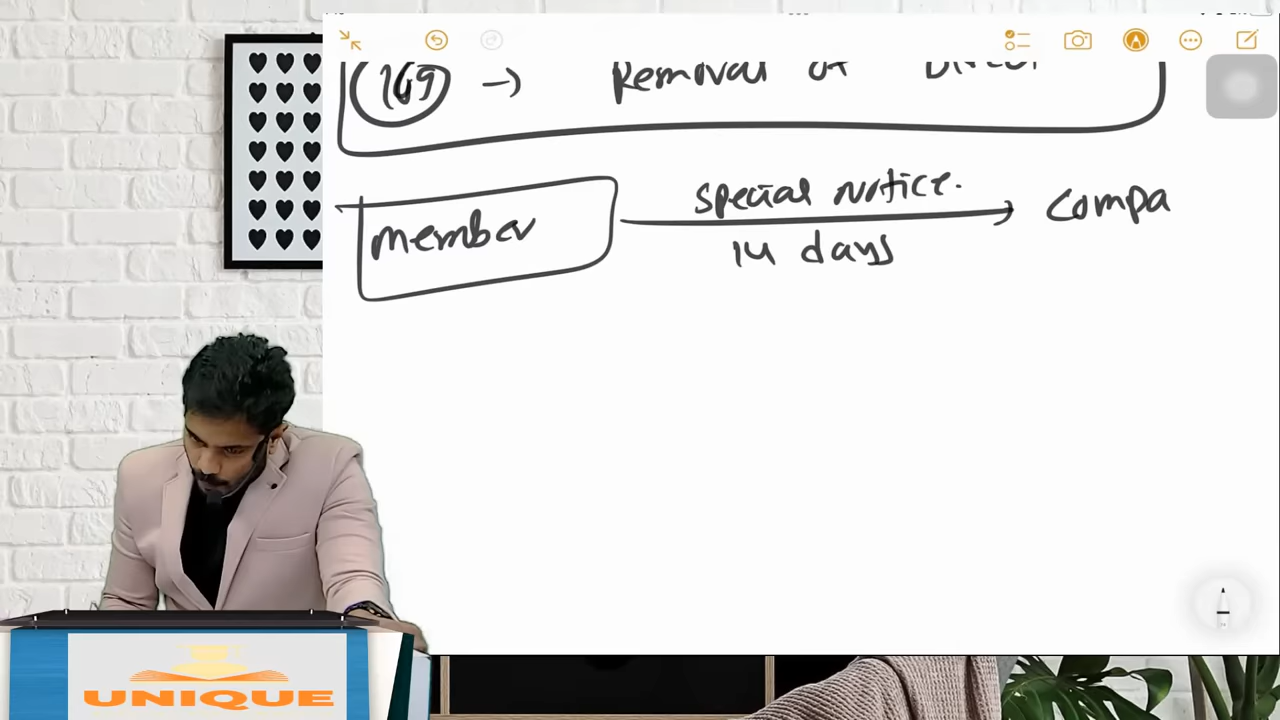 169 → Removal of
special notice.
member → compa
14 days
UNIQUE